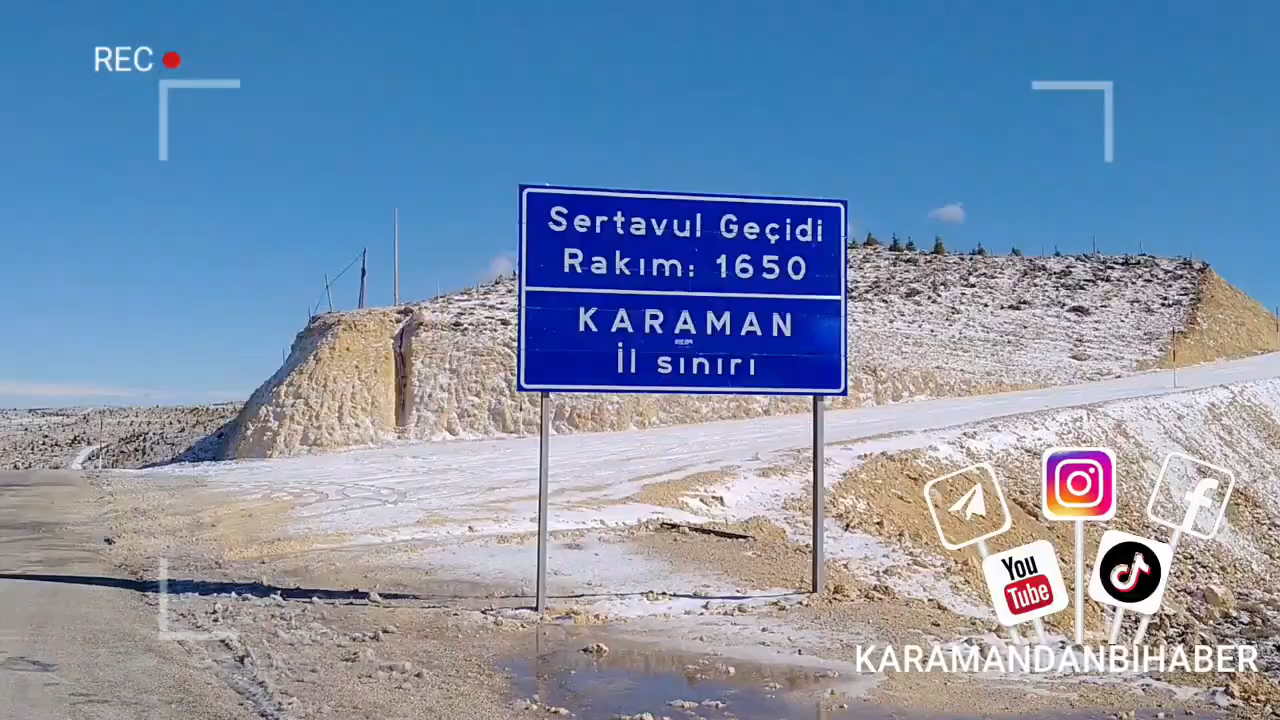 REC
Sertavul Geçidi
Rakım: 1650
KARAMAN
İl sınırı
You
Tube
KARAMANDANBIHABER